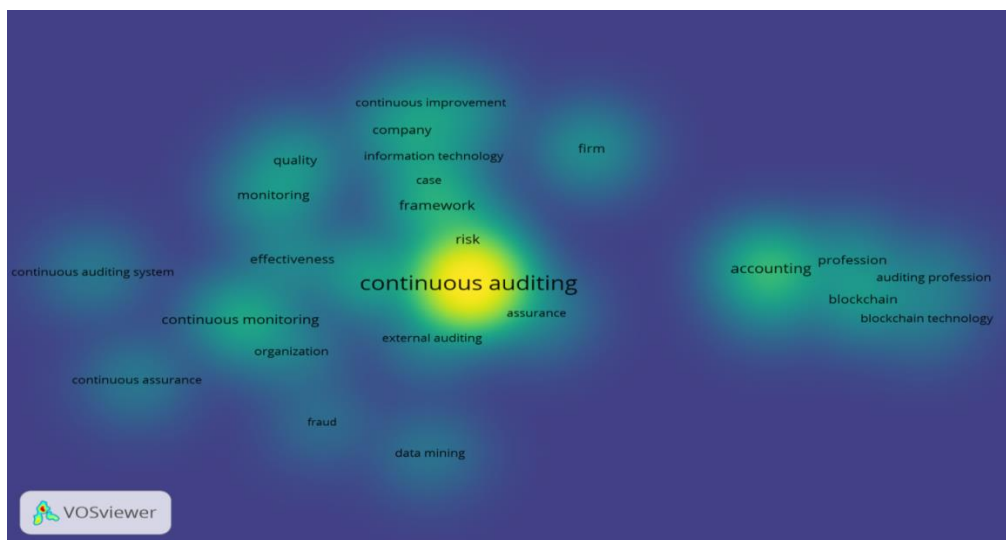 continuous improvement
company
firm
information technology
quality
case
monitoring
framework
risk
effectiveness
profession
accounting
continuous auditing system
auditing profession
continuous auditing
blockchain
assurance
blockchain technology
continuous monitoring
external auditing
organization
continuous assurance
fraud
data mining
VOSviewer